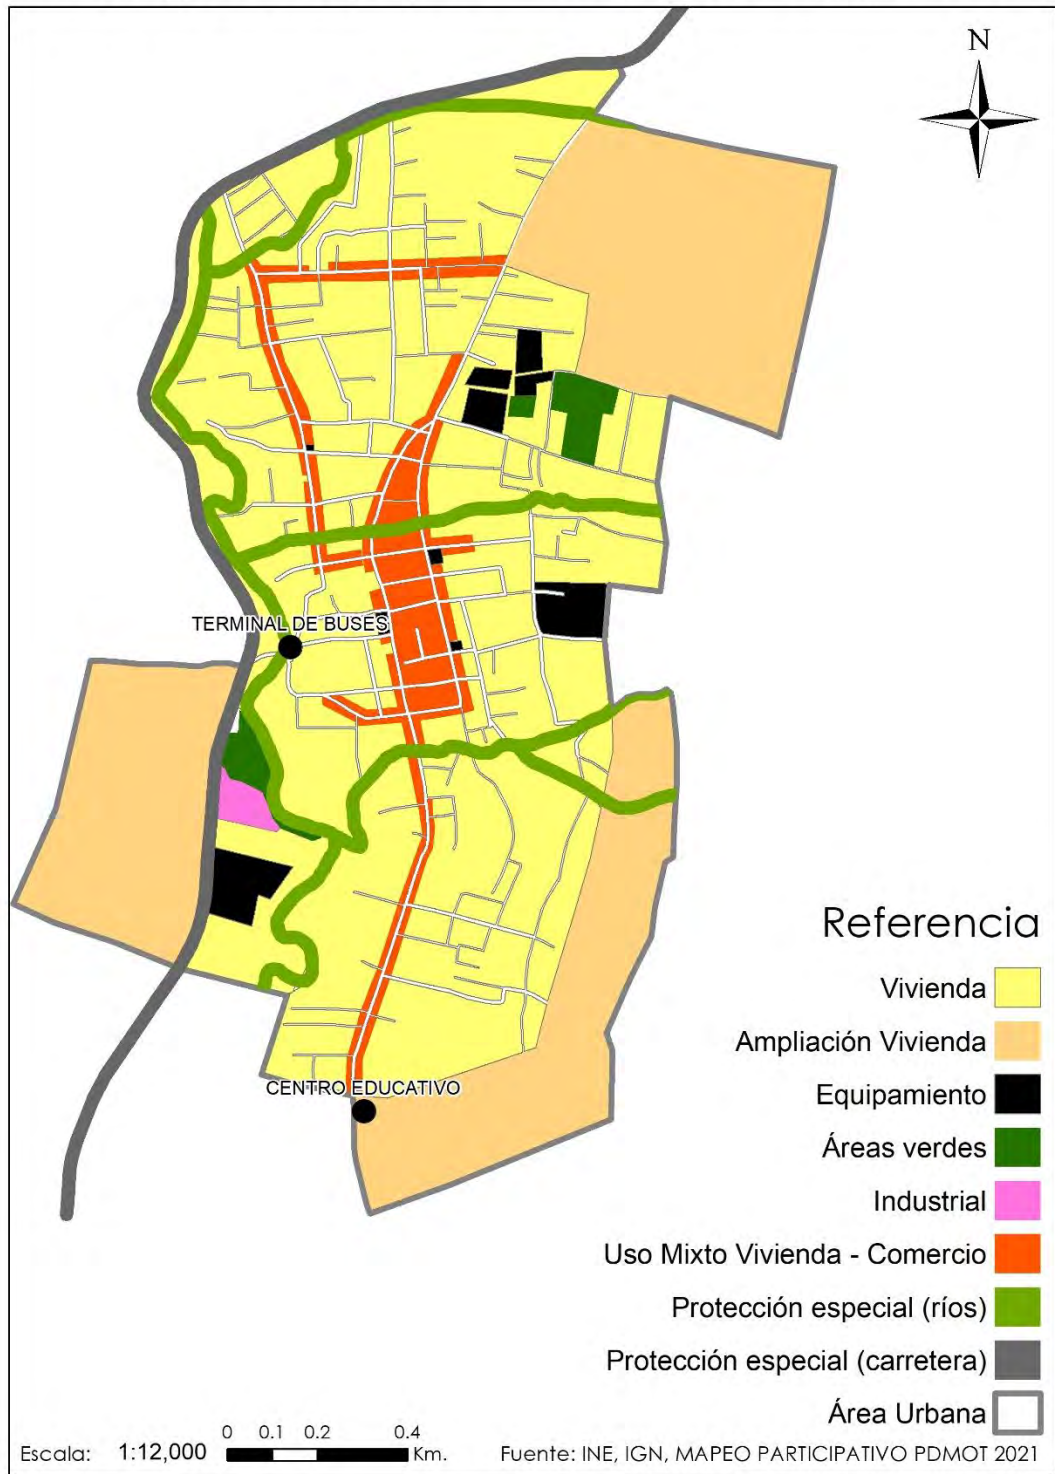 N
TERMINAL DE BUSES
CENTRO EDUCATIVO
Referencia
Vivienda
Ampliación Vivienda
Equipamiento
Áreas verdes
Industrial
Uso Mixto Vivienda - Comercio
Protección especial (ríos)
Protección especial (carretera)
Área Urbana
0 0.1 0.2 0.4
Escala: 1:12,000 Km. Fuente: INE, IGN, MAPEO PARTICIPATIVO PDMOT 2021